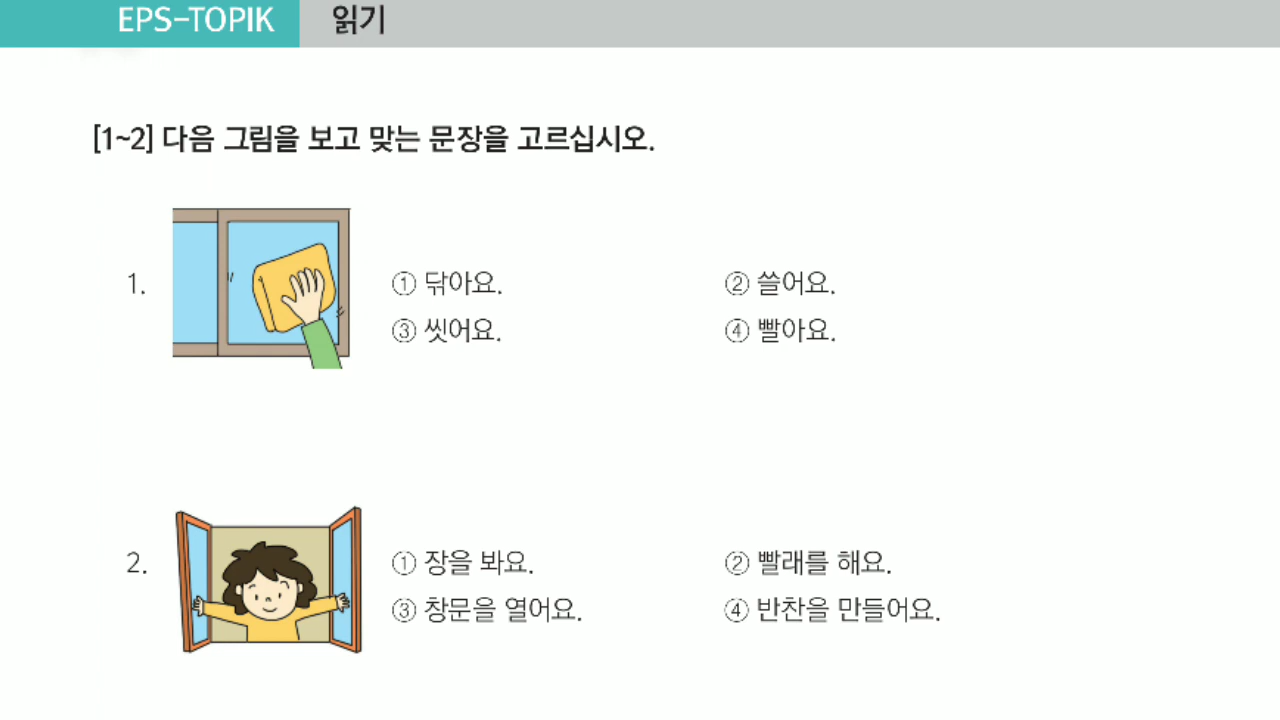 EPS-TOPIK 읽기
[1~2] 다음 그림을 보고 맞는 문장을 고르십시오.
1. ① 닦아요. ② 쓸어요.
③ 씻어요. ④ 빨아요.
2. ① 장을 봐요. ② 빨래를 해요.
③ 창문을 열어요. ④ 반찬을 만들어요.